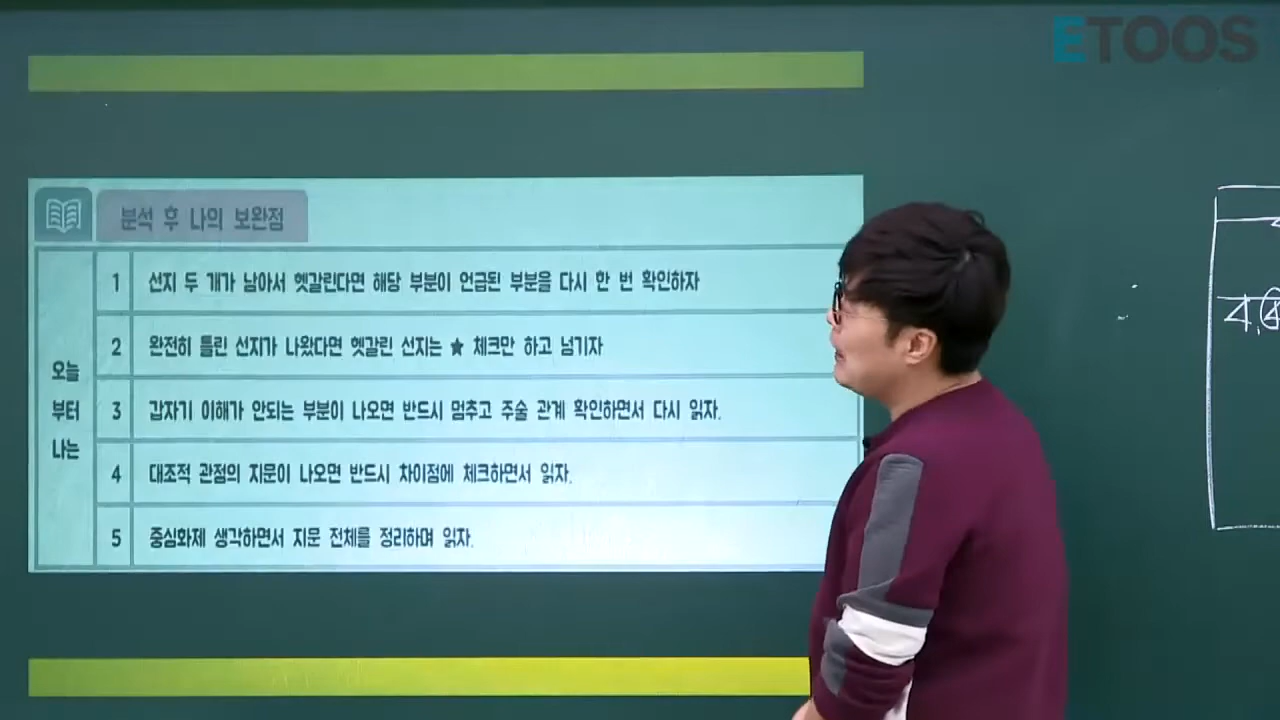 ETOOS
분석 후 나의 보완점
오늘
부터
나는
1 선지 두 개가 남아서 헷갈린다면 해당 부분이 언급된 부분을 다시 한 번 확인하자
2 완전히 틀린 선지가 나왔다면 헷갈린 선지는 ★ 체크만 하고 넘기자
3 갑자기 이해가 안되는 부분이 나오면 반드시 멈추고 주술 관계 확인하면서 다시 읽자.
4 대조적 관점의 지문이 나오면 반드시 차이점에 체크하면서 읽자.
5 중심화제 생각하면서 지문 전체를 정리하며 읽자.